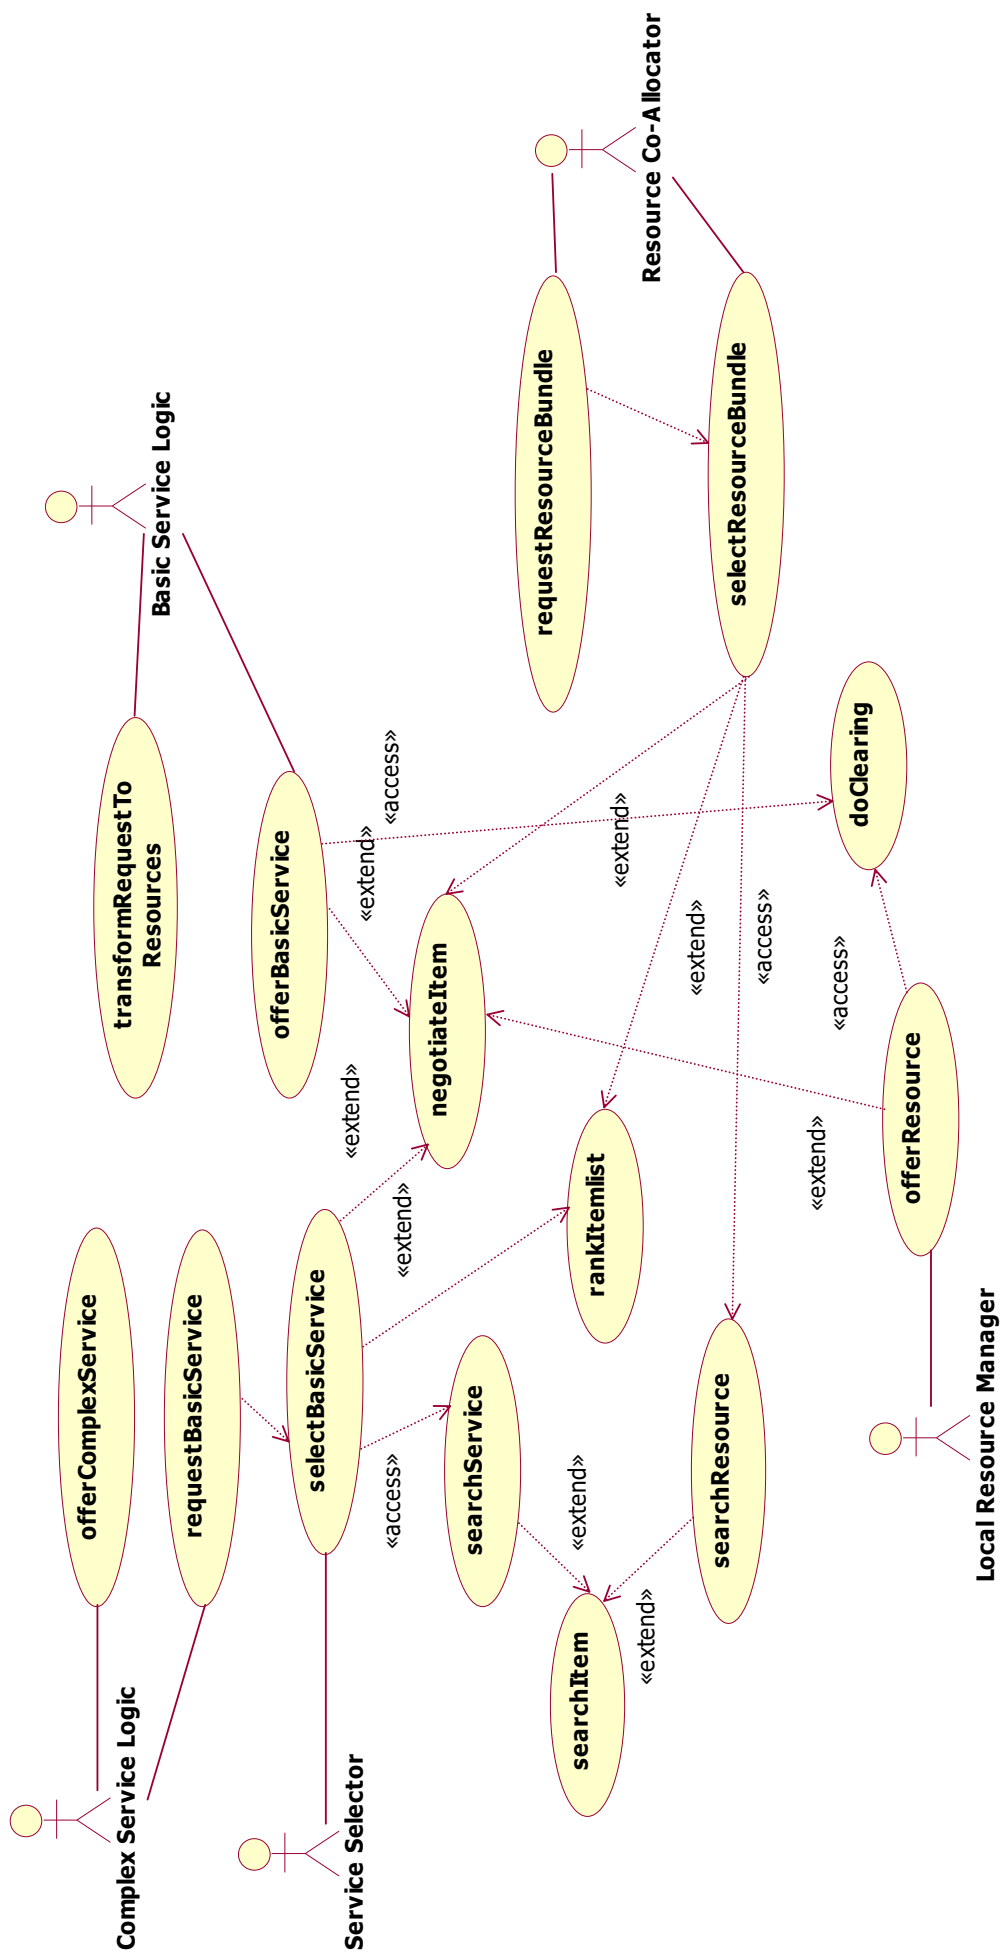 Complex Service Logic
offerComplexService
requestBasicService
transformRequestTo
Resources
Basic Service Logic
Service Selector
selectBasicService
offerBasicService
«extend»
«extend»
«extend»
«access»
«access»
searchService
negotiateItem
searchItem
«extend»
«extend»
rankItemlist
«extend»
«extend»
requestResourceBundle
Resource Co-Allocator
searchResource
«access»
selectResourceBundle
«extend»
«access»
doClearing
offerResource
Local Resource Manager